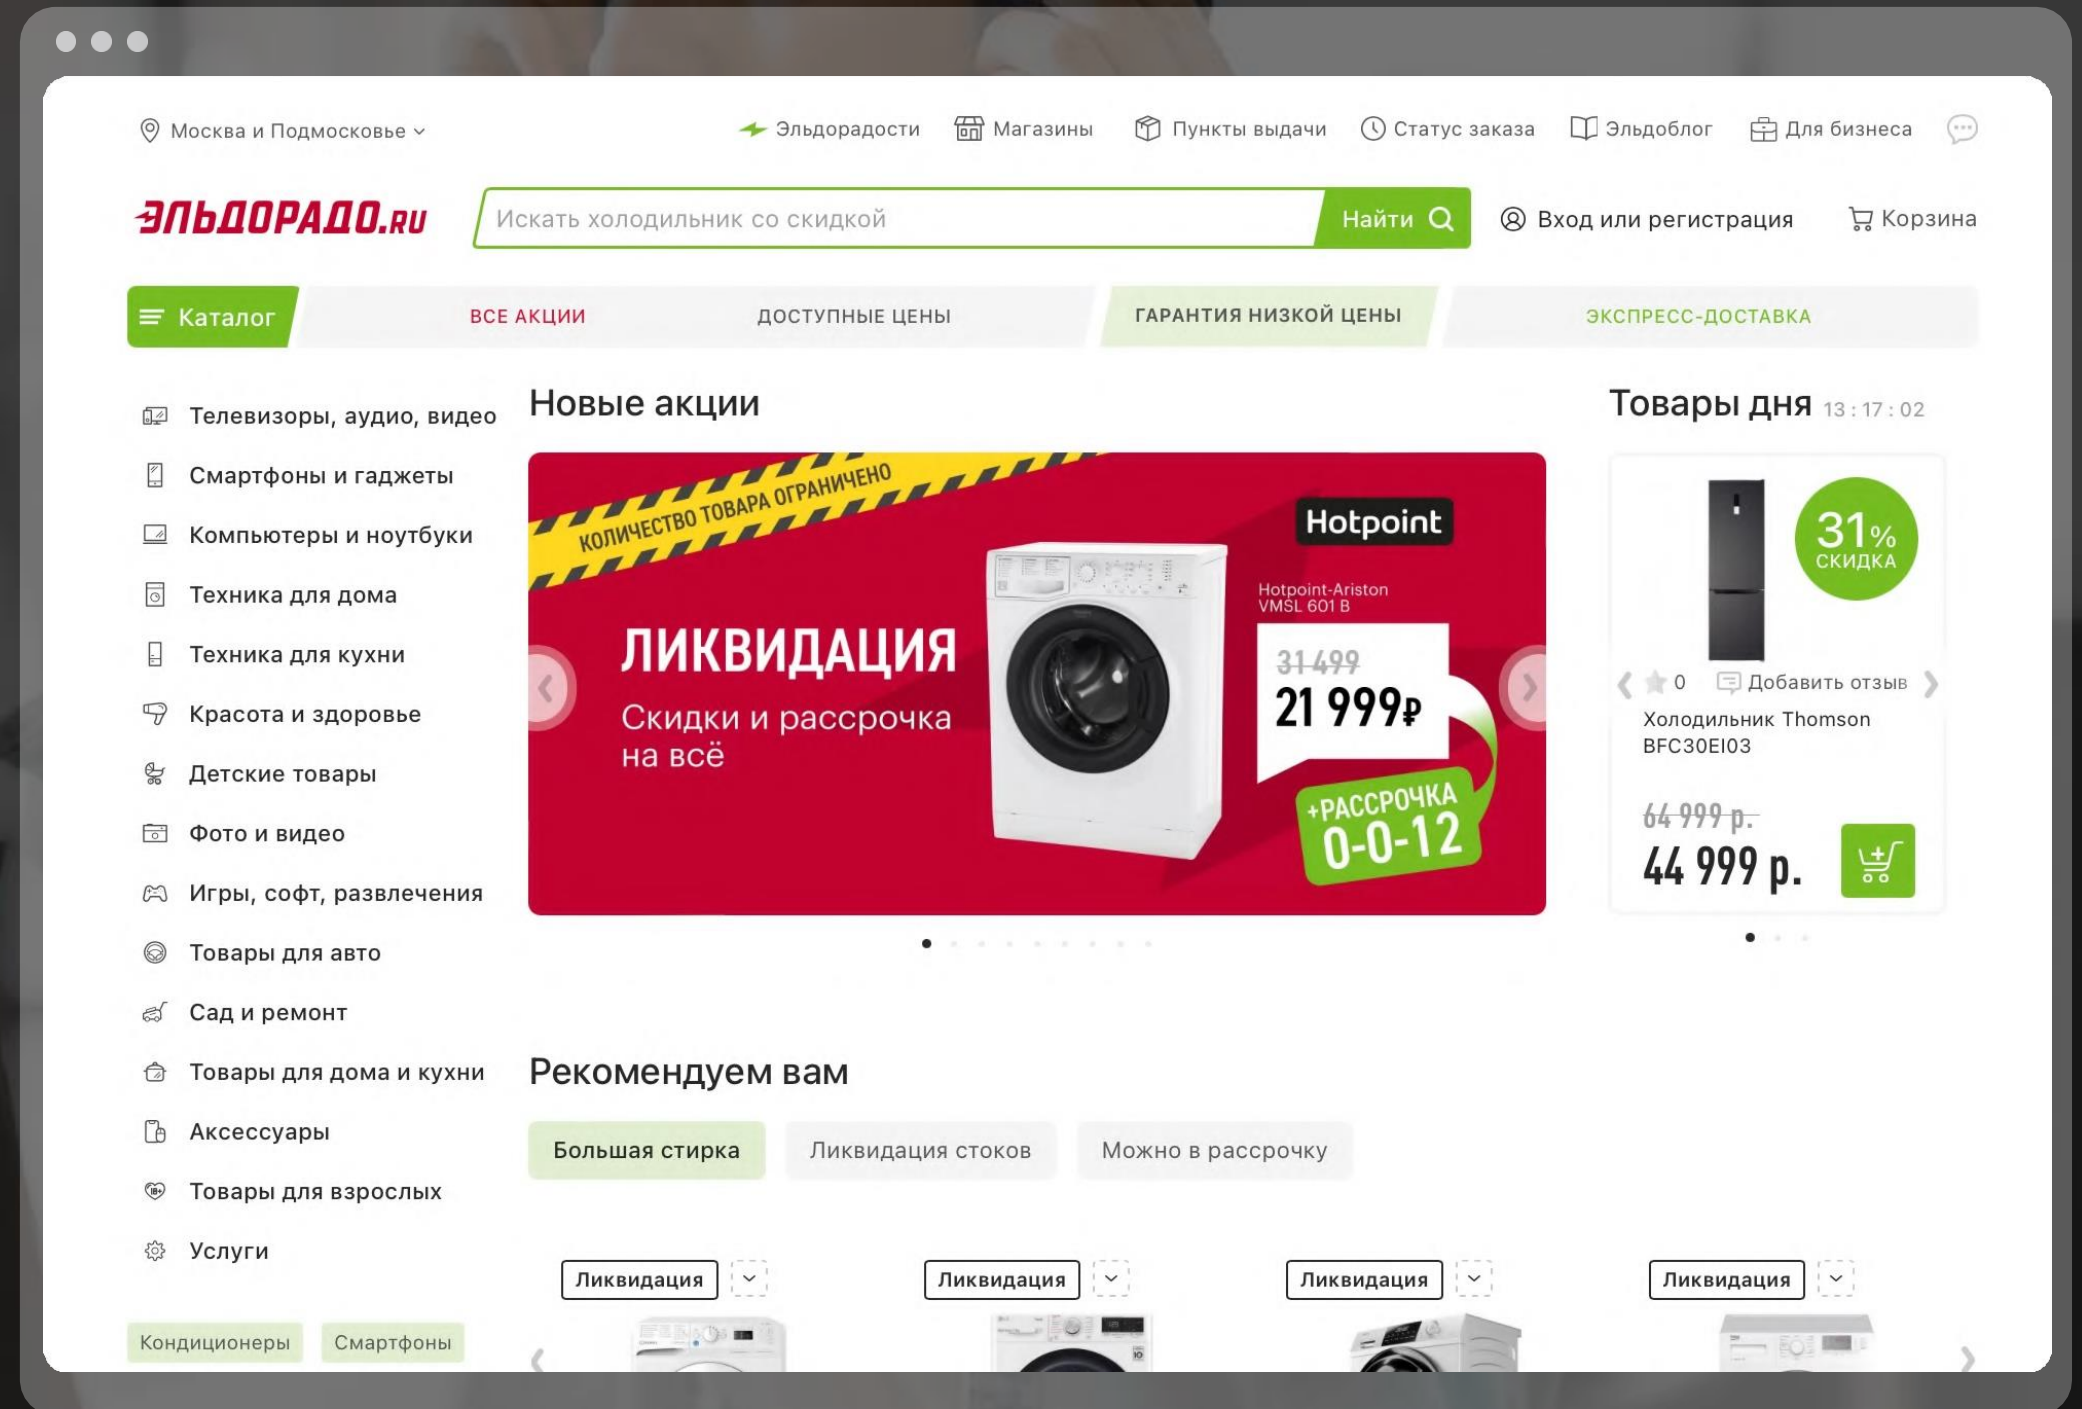 Москва и Подмосковье
Эльдорадости
Магазины
Пункты выдачи
Статус заказа
Эльдоблог
Для бизнеса
ЭЛЬДОРАДО.RU
Искать холодильник со скидкой
Найти
Вход или регистрация
Корзина
Каталог
ВСЕ АКЦИИ
ДОСТУПНЫЕ ЦЕНЫ
ГАРАНТИЯ НИЗКОЙ ЦЕНЫ
ЭКСПРЕСС-ДОСТАВКА
Телевизоры, аудио, видео
Смартфоны и гаджеты
Компьютеры и ноутбуки
Техника для дома
Техника для кухни
Красота и здоровье
Детские товары
Фото и видео
Игры, софт, развлечения
Товары для авто
Сад и ремонт
Товары для дома и кухни
Аксессуары
18+
Товары для взрослых
Услуги
Кондиционеры
Смартфоны
Новые акции
КОЛИЧЕСТВО ТОВАРА ОГРАНИЧЕНО
ЛИКВИДАЦИЯ
Скидки и рассрочка
на всё
Hotpoint
Hotpoint-Ariston
VMSL 601 B
31 499
21 999₽
+РАССРОЧКА
0-0-12
Товары дня
13 : 17 : 02
31%
СКИДКА
0
Добавить отзыв
Холодильник Thomson
BFC30EI03
64 999 р.
44 999 р.
Рекомендуем вам
Большая стирка
Ликвидация стоков
Можно в рассрочку
Ликвидация
Ликвидация
Ликвидация
Ликвидация